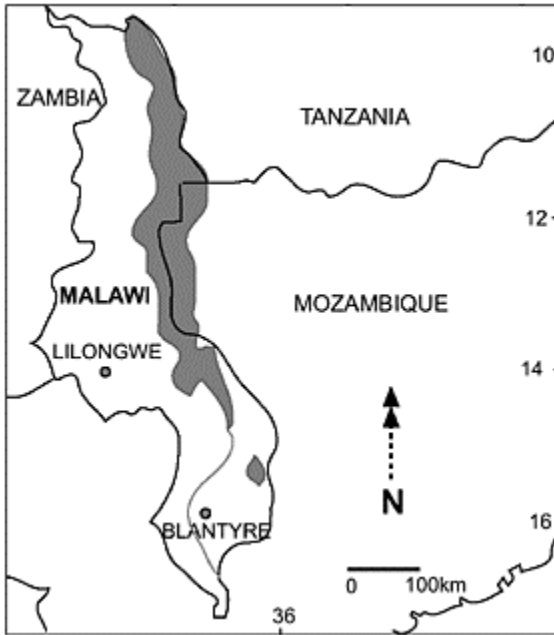 10
ZAMBIA
TANZANIA
12
MALAWI
MOZAMBIQUE
LILONGWE
14
N
BLANTYRE
16
0 100km
36